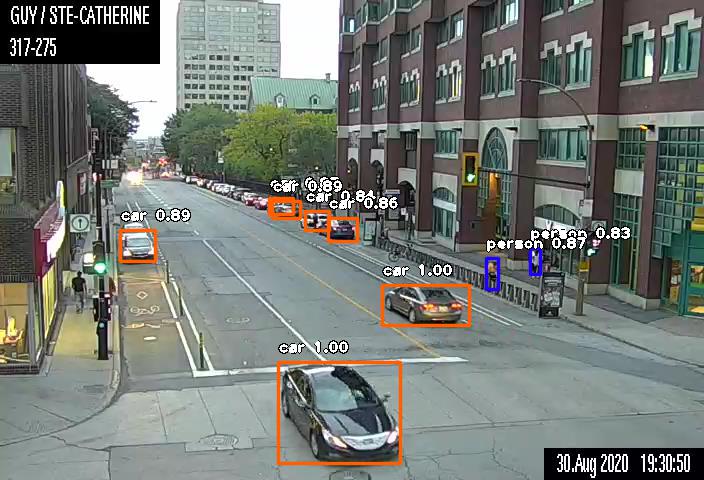 GUY / STE-CATHERINE
317-275
car 0.89
car 0.84
car 0.86
car 0.89
person 0.83
person 0.87
car 1.00
car 1.00
1
30.Aug 2020 19:30:50